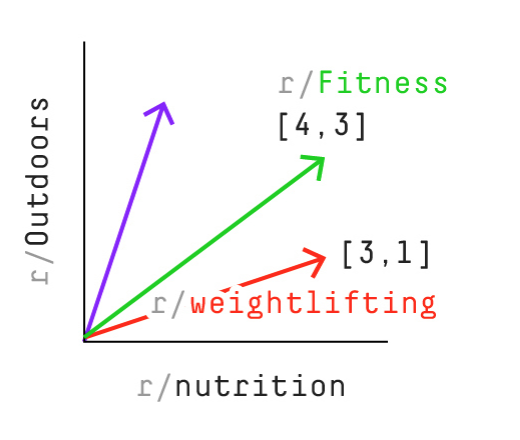 r/Outdoors
r/Fitness
[4,3]
[3,1]
r/weightlifting
r/nutrition